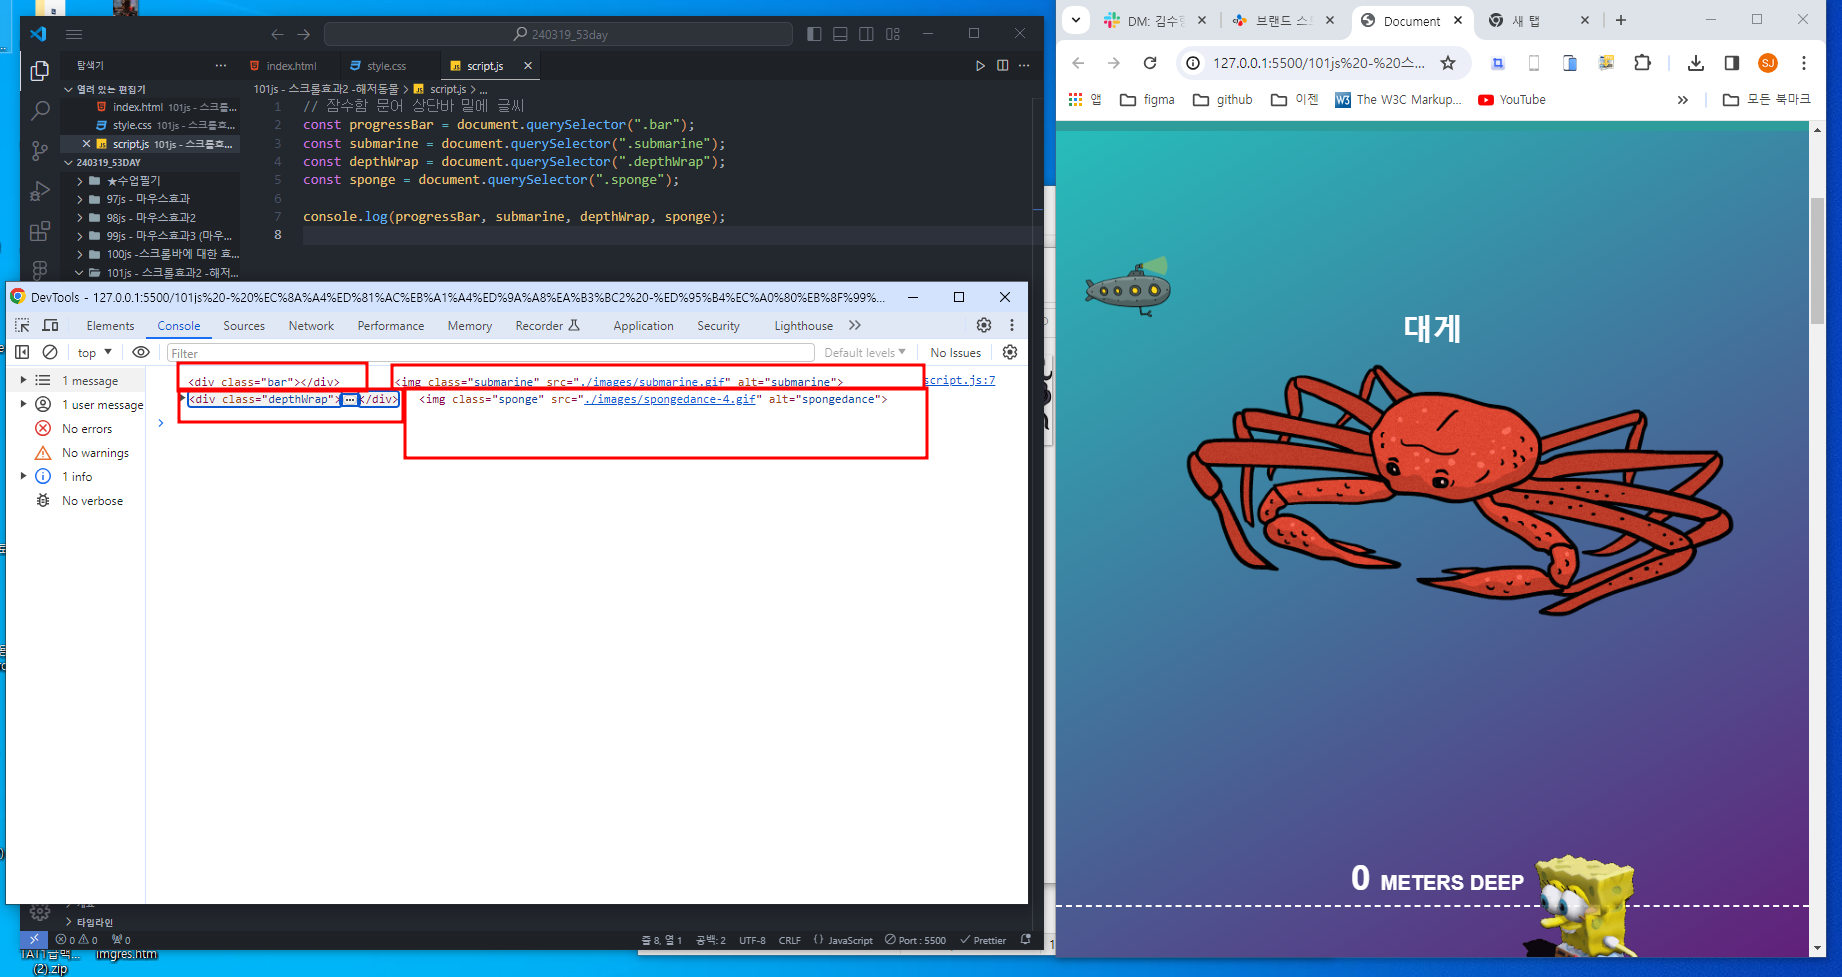 240319_53day
탐색기
index.html
style.css
script.js
열려 있는 편집기
index.html 101js - 스크롤...
style.css 101js - 스크롤효...
script.js 101js - 스크롤효...
240319_53DAY
★수업필기
97js - 마우스효과
98js - 마우스효과2
99js - 마우스효과3 (마우...
100js -스크롤바에 대한 효...
101js - 스크롤효과2 -해저...
101js - 스크롤효과2 -해저동물 > script.js > ...
1 // 잠수함 문어 상단바 밑에 글씨
2 const progressBar = document.querySelector(".bar");
3 const submarine = document.querySelector(".submarine");
4 const depthWrap = document.querySelector(".depthWrap");
5 const sponge = document.querySelector(".sponge");
6
7 console.log(progressBar, submarine, depthWrap, sponge);
8
DevTools - 127.0.0.1:5500/101js%20-%20%EC%8A%A4%ED%81%AC%EB%A1%A4%ED%9A%A8%EA%B3%BC2%20-%ED%95%B4%EC%A0%80%EB%8F%99%...
Elements Console Sources Network Performance Memory Recorder Application Security Lighthouse
top Filter Default levels No Issues
1 message
1 user message
No errors
No warnings
1 info
No verbose
<div class="bar"></div> <img class="submarine" src="./images/submarine.gif" alt="submarine"> script.js:7
<div class="depthWrap">…</div> <img class="sponge" src="./images/spongedance-4.gif" alt="spongedance">
타임라인
0 0 0
줄 8, 열 1 공백: 2 UTF-8 CRLF {} JavaScript Port : 5500 Prettier
(2).zip
imgres.htm
DM: 김수
브랜드 스
Document
새 탭
127.0.0.1:5500/101js%20-%20스...
SJ
앱 figma github 이젠 The W3C Markup... YouTube 모든 북마크
대게
0 METERS DEEP